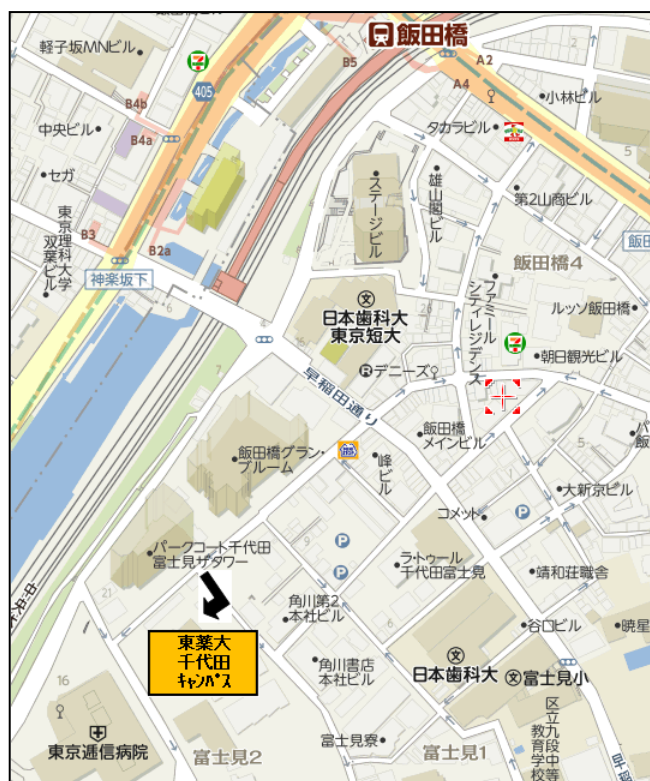 飯田橋
軽子坂MNビル
B5
A2
A4
405
B4b
小林ビル
中央ビル
B4a
タカラビル
セガ
ステージビル
雄山閣ビル
第2山商ビル
東京理科大学
双葉ビル
B3
B2a
飯田橋4
神楽坂下
ファミール
シティレジデンス
ルッソ飯田橋
日本歯科大
東京短大
朝日観光ビル
デニーズ
早稲田通り
飯田橋
メインビル
飯田橋グラン・
ブルーム
峰ビル
大新京ビル
コメット
パークコート千代田
富士見ザタワー
ラ・トゥール
千代田富士見
靖和荘職舎
角川第2
本社ビル
谷口ビル
暁星
東薬大
千代田
キャンパス
角川書店
本社ビル
日本歯科大
富士見小
区立九段中等
教育学校
東京逓信病院
富士見2
富士見寮
富士見1
5
6
7
9
21
16
28